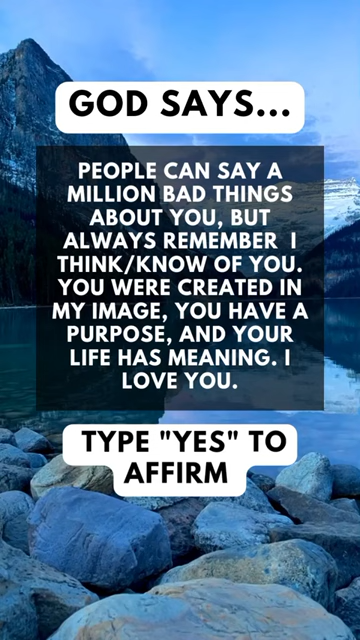 GOD SAYS...
PEOPLE CAN SAY A
MILLION BAD THINGS
ABOUT YOU, BUT
ALWAYS REMEMBER I
THINK/KNOW OF YOU.
YOU WERE CREATED IN
MY IMAGE, YOU HAVE A
PURPOSE, AND YOUR
LIFE HAS MEANING. I
LOVE YOU.
TYPE "YES" TO
AFFIRM